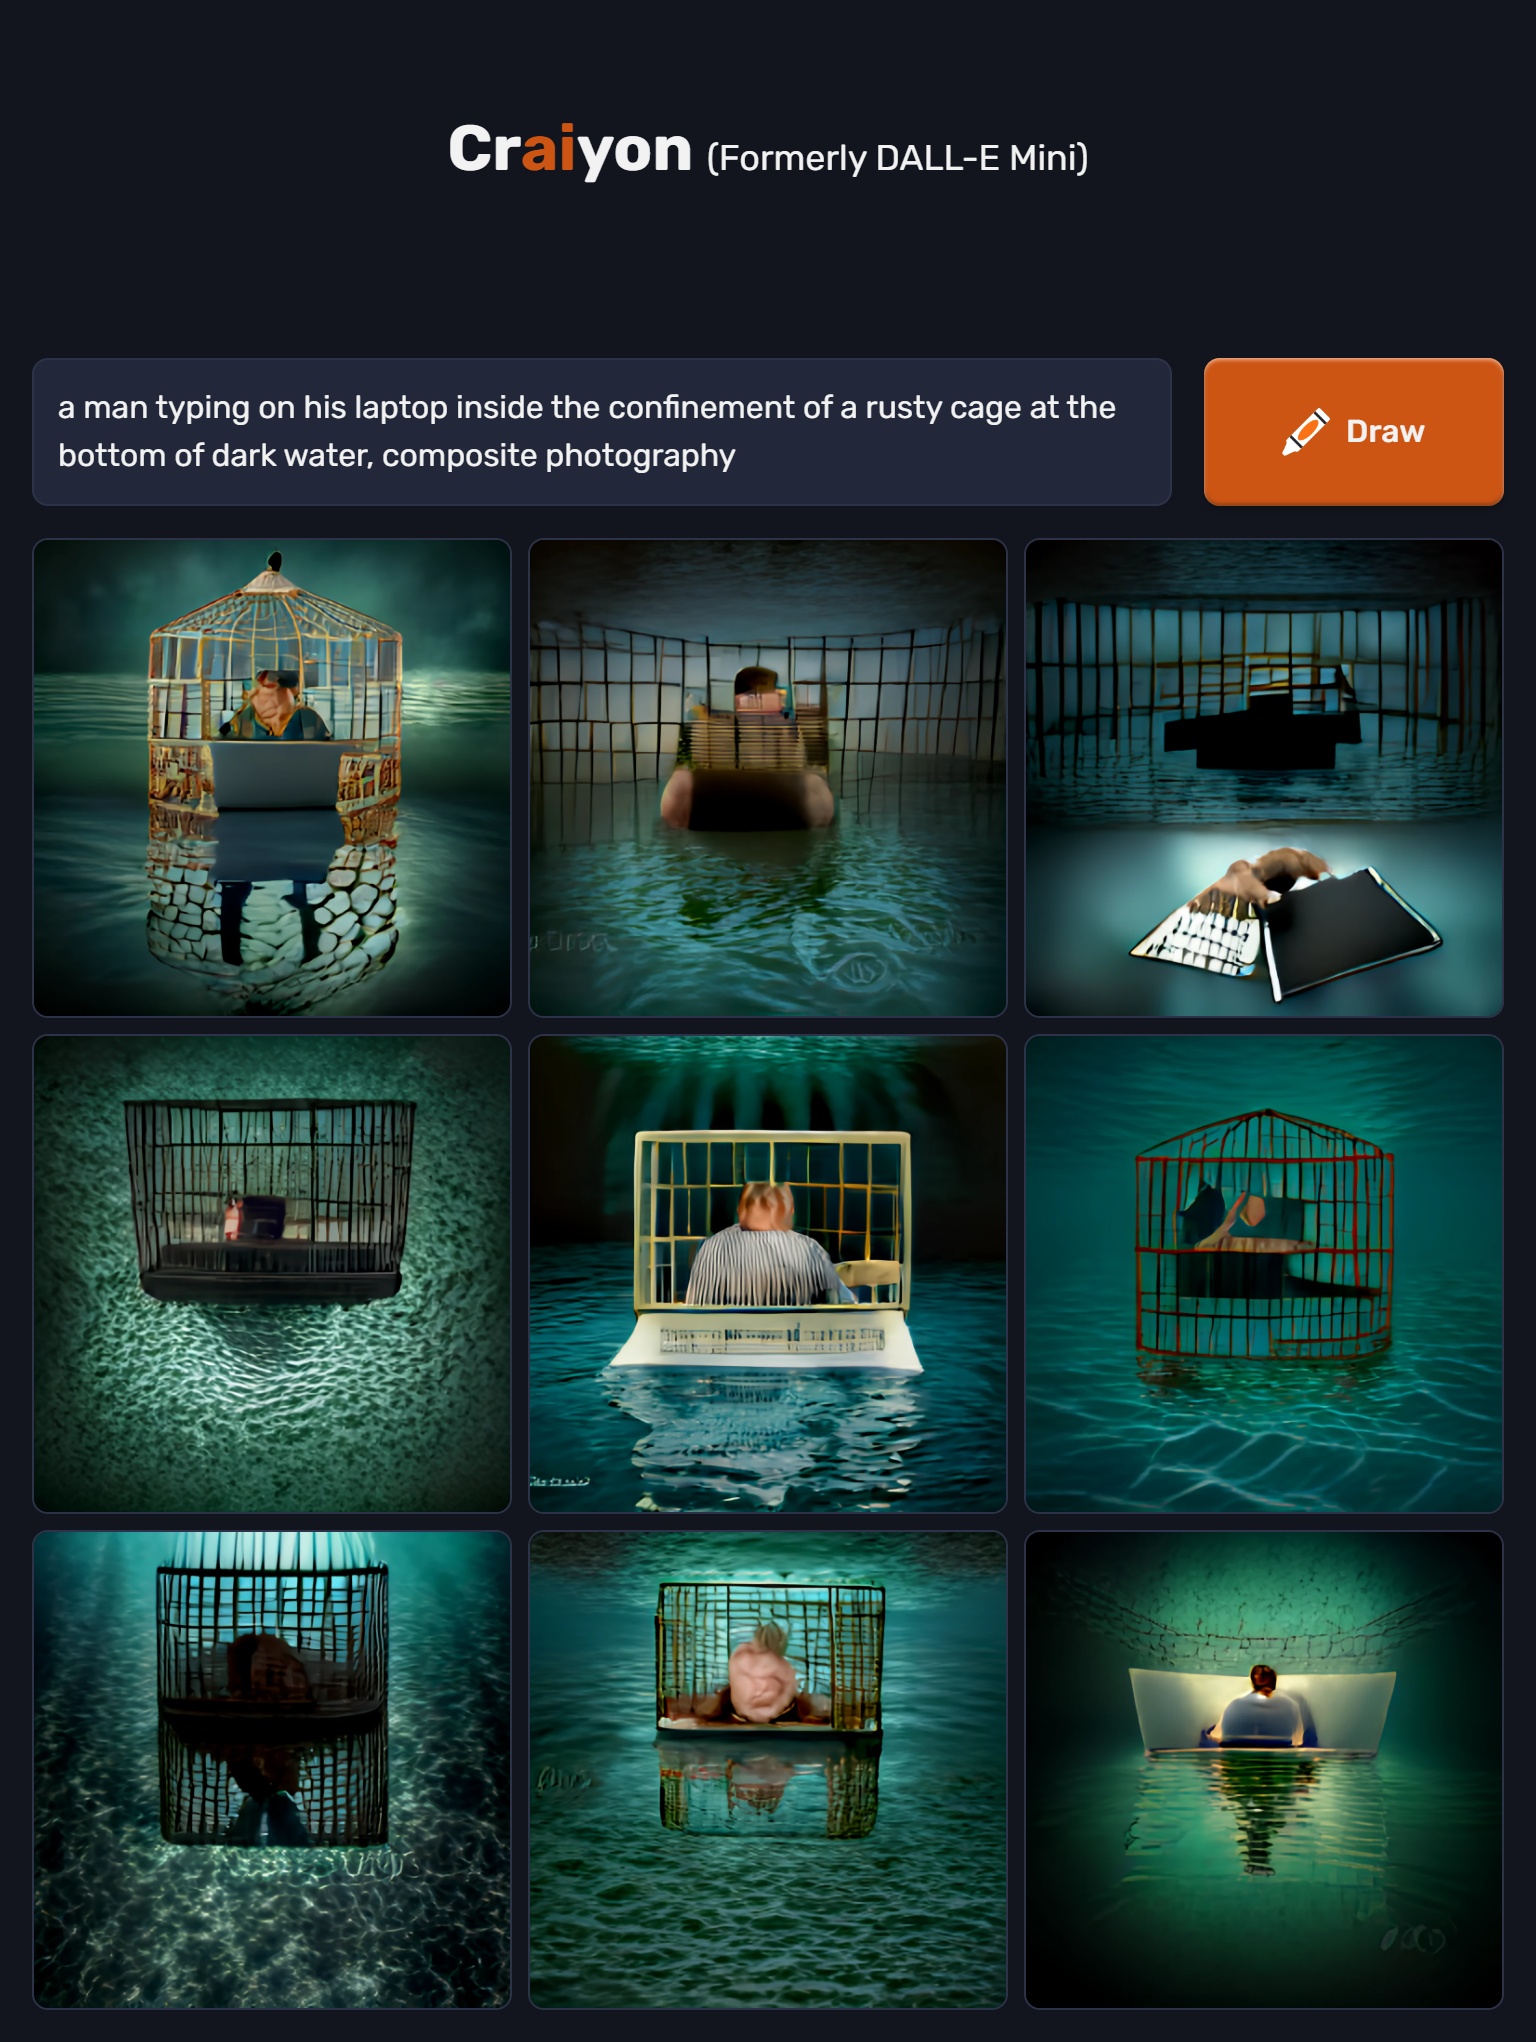 Craiyon (Formerly DALL-E Mini)
a man typing on his laptop inside the confinement of a rusty cage at the
bottom of dark water, composite photography
Draw